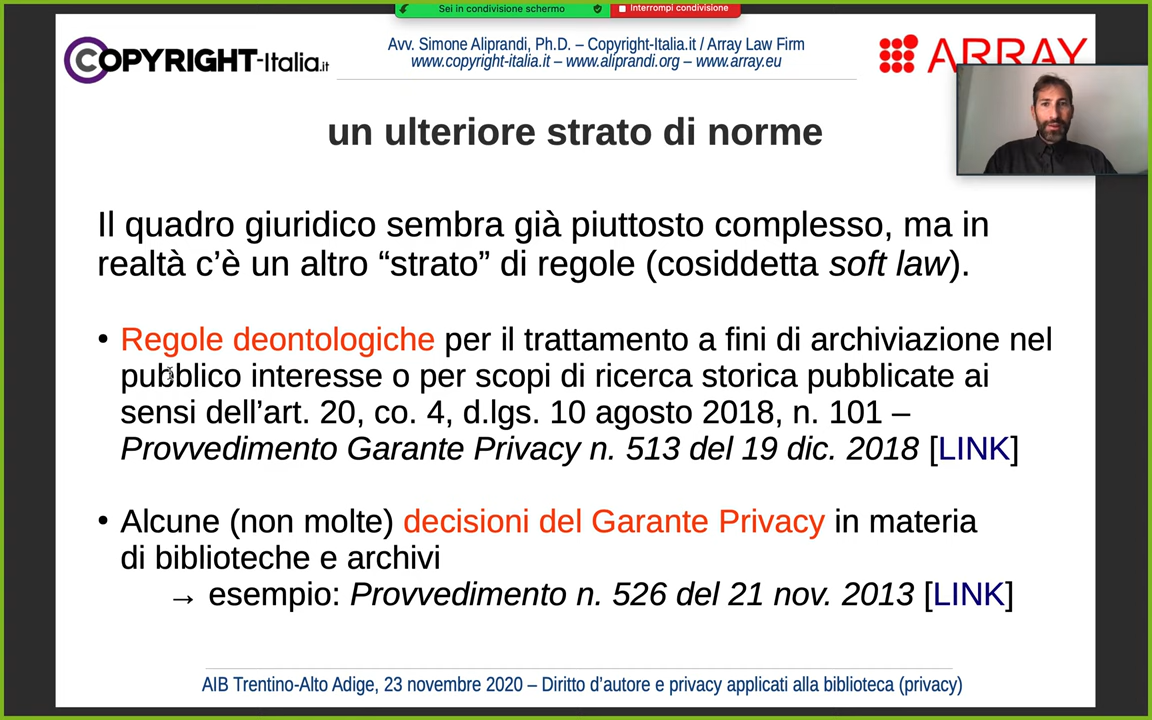 Sei in condivisione schermo
Interrompi condivisione
COPYRIGHT-Italia.it
Avv. Simone Aliprandi, Ph.D. – Copyright-Italia.it / Array Law Firm
www.copyright-italia.it – www.aliprandi.org – www.array.eu
ARRAY
un ulteriore strato di norme
Il quadro giuridico sembra già piuttosto complesso, ma in
realtà c’è un altro “strato” di regole (cosiddetta soft law).
• Regole deontologiche per il trattamento a fini di archiviazione nel
pubblico interesse o per scopi di ricerca storica pubblicate ai
sensi dell’art. 20, co. 4, d.lgs. 10 agosto 2018, n. 101 –
Provvedimento Garante Privacy n. 513 del 19 dic. 2018 [LINK]
• Alcune (non molte) decisioni del Garante Privacy in materia
di biblioteche e archivi
→ esempio: Provvedimento n. 526 del 21 nov. 2013 [LINK]
AIB Trentino-Alto Adige, 23 novembre 2020 – Diritto d’autore e privacy applicati alla biblioteca (privacy)